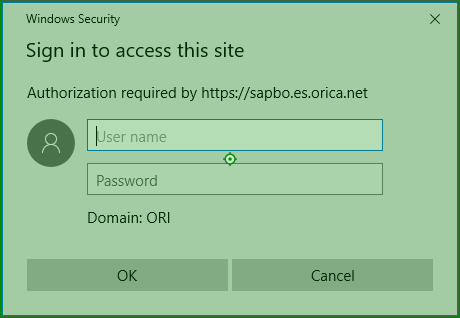 Windows Security
Sign in to access this site
Authorization required by https://sapbo.es.orica.net
User name
Password
Domain: ORI
OK
Cancel